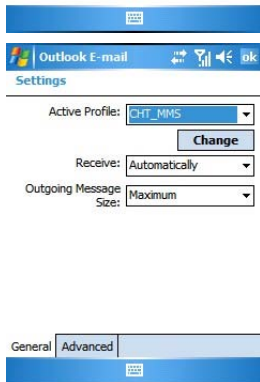 Outlook E-mail ok
Settings
Active Profile: CHT_MMS
Change
Receive: Automatically
Outgoing Message
Size: Maximum
General Advanced